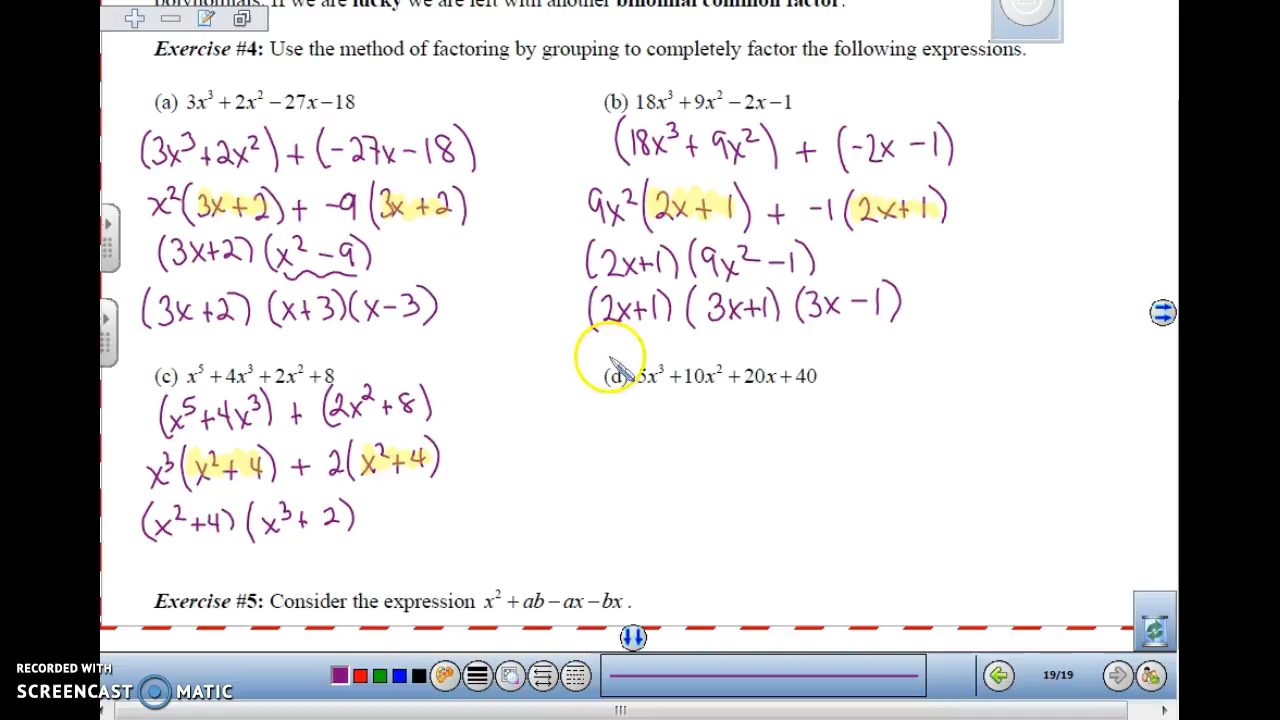 lucky we are left with another binomial common factor.
Exercise #4: Use the method of factoring by grouping to completely factor the following expressions.
(a) 3x³ + 2x² − 27x − 18
(3x³ + 2x²) + (−27x − 18)
x²(3x + 2) + −9(3x + 2)
(3x+2)(x² − 9)
(3x + 2)(x + 3)(x − 3)
(b) 18x³ + 9x² − 2x − 1
(18x³ + 9x²) + (−2x − 1)
9x²(2x + 1) + −1(2x+1)
(2x+1)(9x² − 1)
(2x+1)(3x+1)(3x − 1)
(c) x⁵ + 4x³ + 2x² + 8
(x⁵ + 4x³) + (2x² + 8)
x³(x² + 4) + 2(x² + 4)
(x² + 4)(x³ + 2)
(d) 5x³ + 10x² + 20x + 40
Exercise #5: Consider the expression x² + ab − ax − bx.
19/19
RECORDED WITH
SCREENCAST MATIC